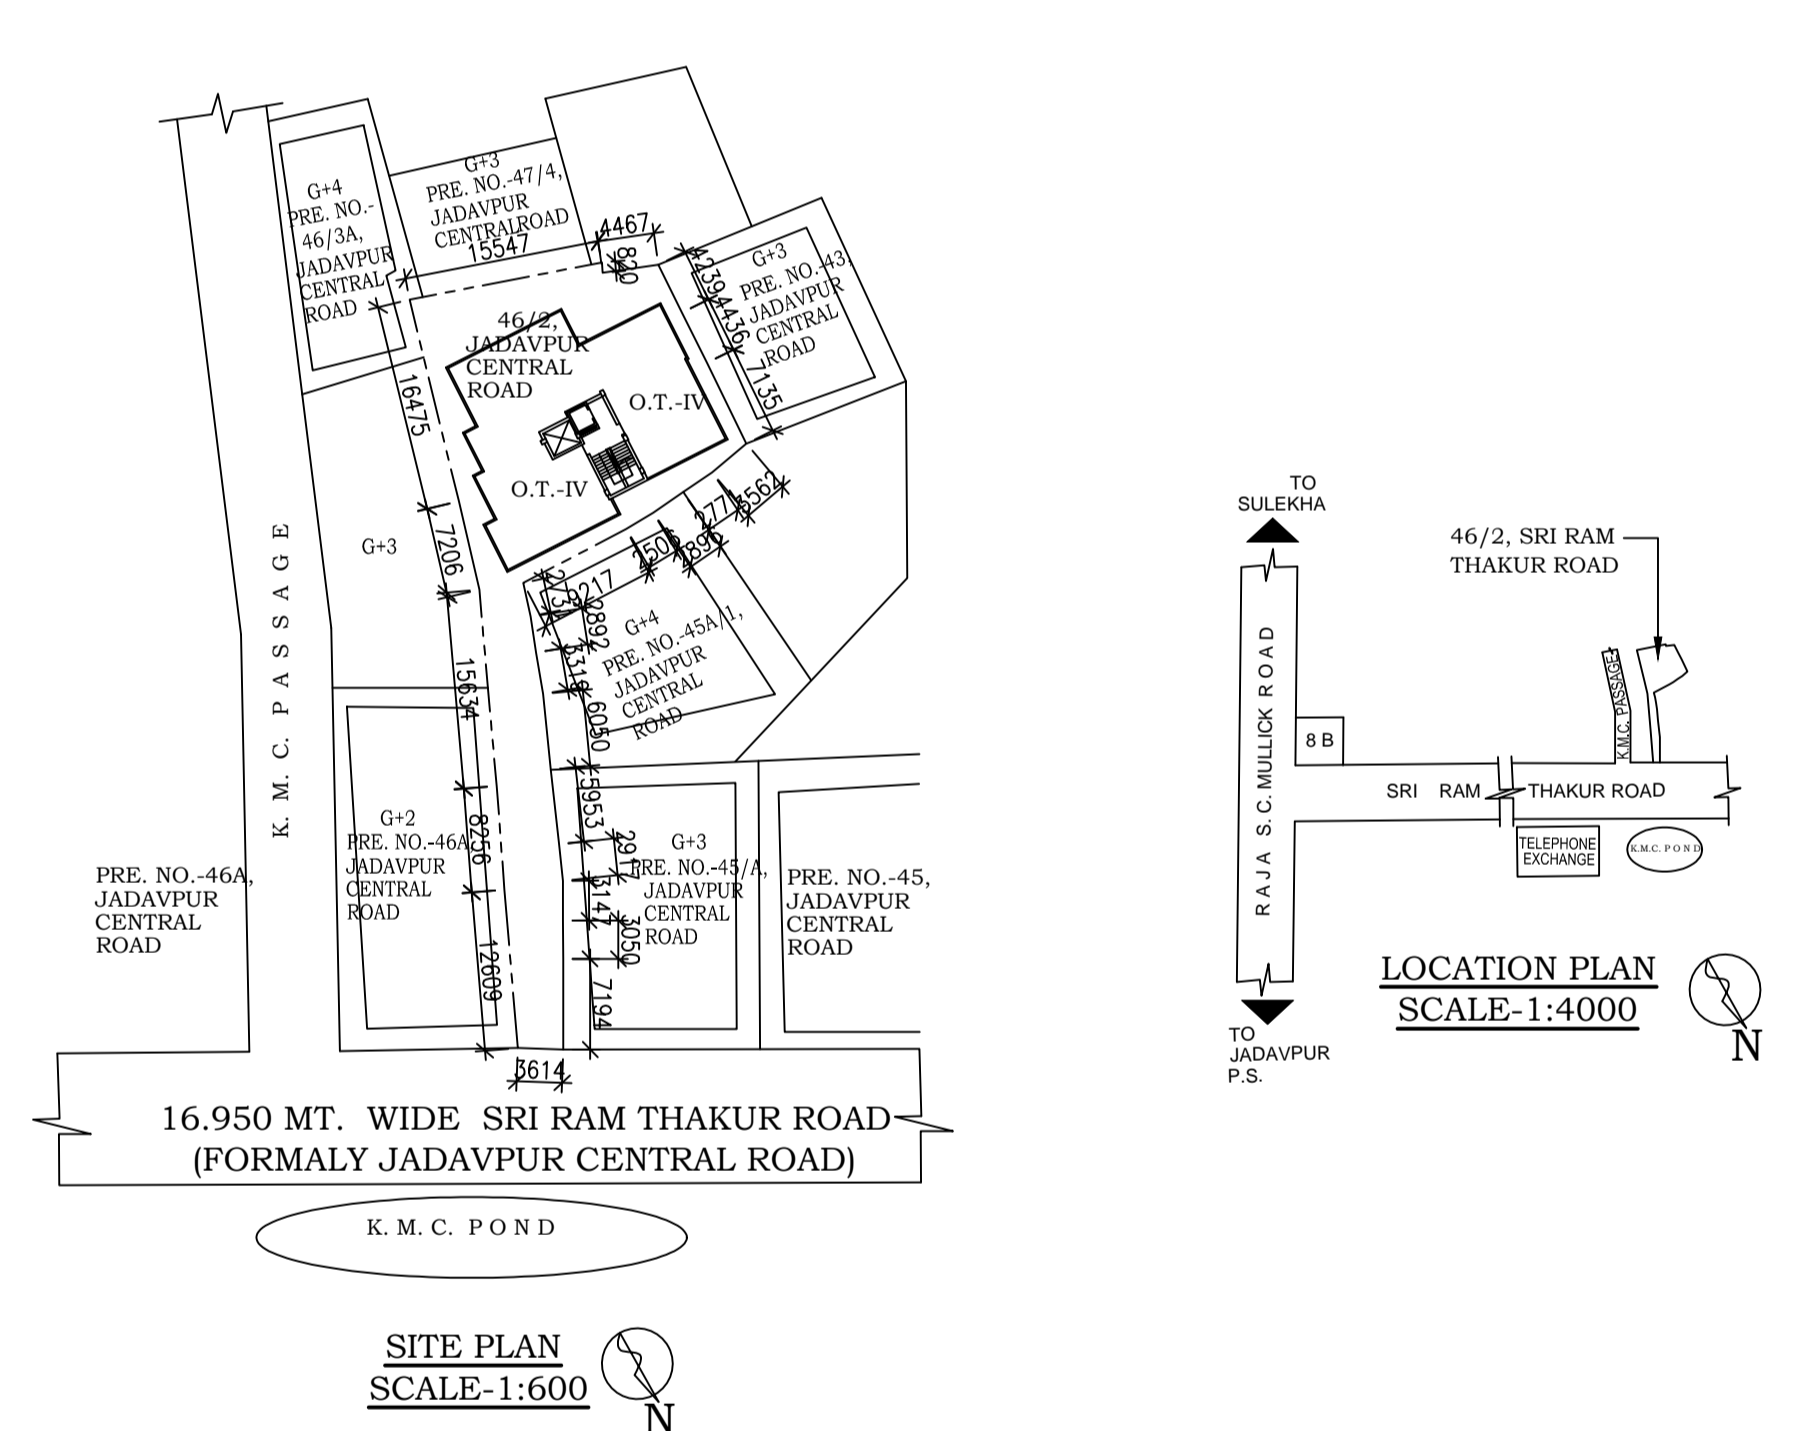 G+4
PRE. NO.-
46/3A,
JADAVPUR
CENTRAL
ROAD
G+3
PRE. NO.-47/4,
JADAVPUR
CENTRALROAD
15547
4467
820
4239
4436
7135
G+3
PRE. NO.-43,
JADAVPUR
CENTRAL
ROAD
46/2,
JADAVPUR
CENTRAL
ROAD
O.T.-IV
O.T.-IV
16475
7206
15634
8256
12609
G+3
K. M. C. PASSAGE
3562
9217
2892
6050
5953
2917
3147
3050
7194
3614
G+4
PRE. NO.-45A/1,
JADAVPUR
CENTRAL
ROAD
G+2
PRE. NO.-46A,
JADAVPUR
CENTRAL
ROAD
G+3
PRE. NO.-45/A,
JADAVPUR
CENTRAL
ROAD
PRE. NO.-46A,
JADAVPUR
CENTRAL
ROAD
PRE. NO.-45,
JADAVPUR
CENTRAL
ROAD
16.950 MT. WIDE SRI RAM THAKUR ROAD
(FORMALY JADAVPUR CENTRAL ROAD)
K. M. C. POND
SITE PLAN
SCALE-1:600
N
TO
SULEKHA
46/2, SRI RAM
THAKUR ROAD
RAJA S. C. MULLICK ROAD
8 B
K.M.C. PASSAGE
SRI RAM THAKUR ROAD
TELEPHONE
EXCHANGE
K.M.C. POND
TO
JADAVPUR
P.S.
LOCATION PLAN
SCALE-1:4000
N